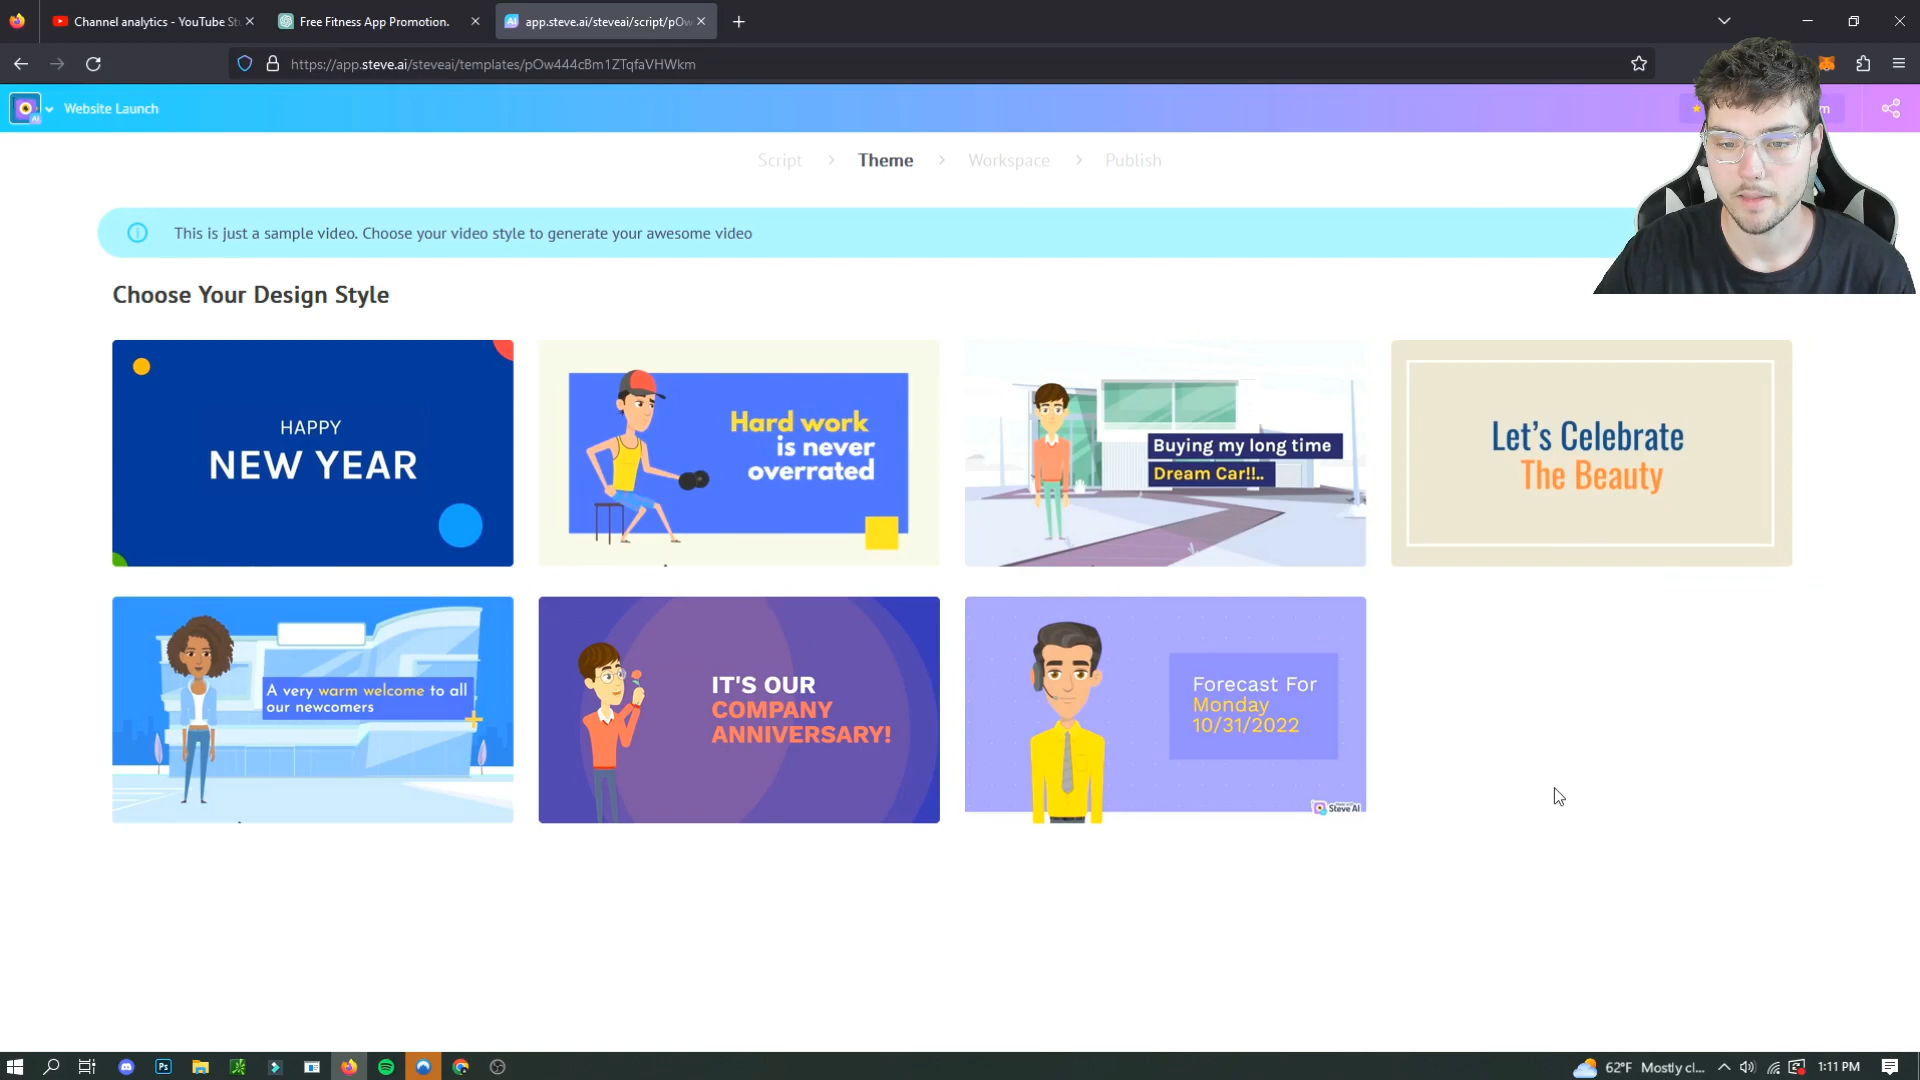 Channel analytics - YouTube St
Free Fitness App Promotion.
AI
app.steve.ai/steveai/script/pOw
https://app.steve.ai/steveai/templates/pOw444cBm1ZTqfaVHWkm
AI
Website Launch
Script
Theme
Workspace
Publish
This is just a sample video. Choose your video style to generate your awesome video
Choose Your Design Style
HAPPY
NEW YEAR
Hard work
is never
overrated
Buying my long time
Dream Car!!..
Let's Celebrate
The Beauty
A very warm welcome to all
our newcomers
IT'S OUR
COMPANY
ANNIVERSARY!
Forecast For
Monday
10/31/2022
Steve AI
Ps
62°F Mostly cl...
1:11 PM